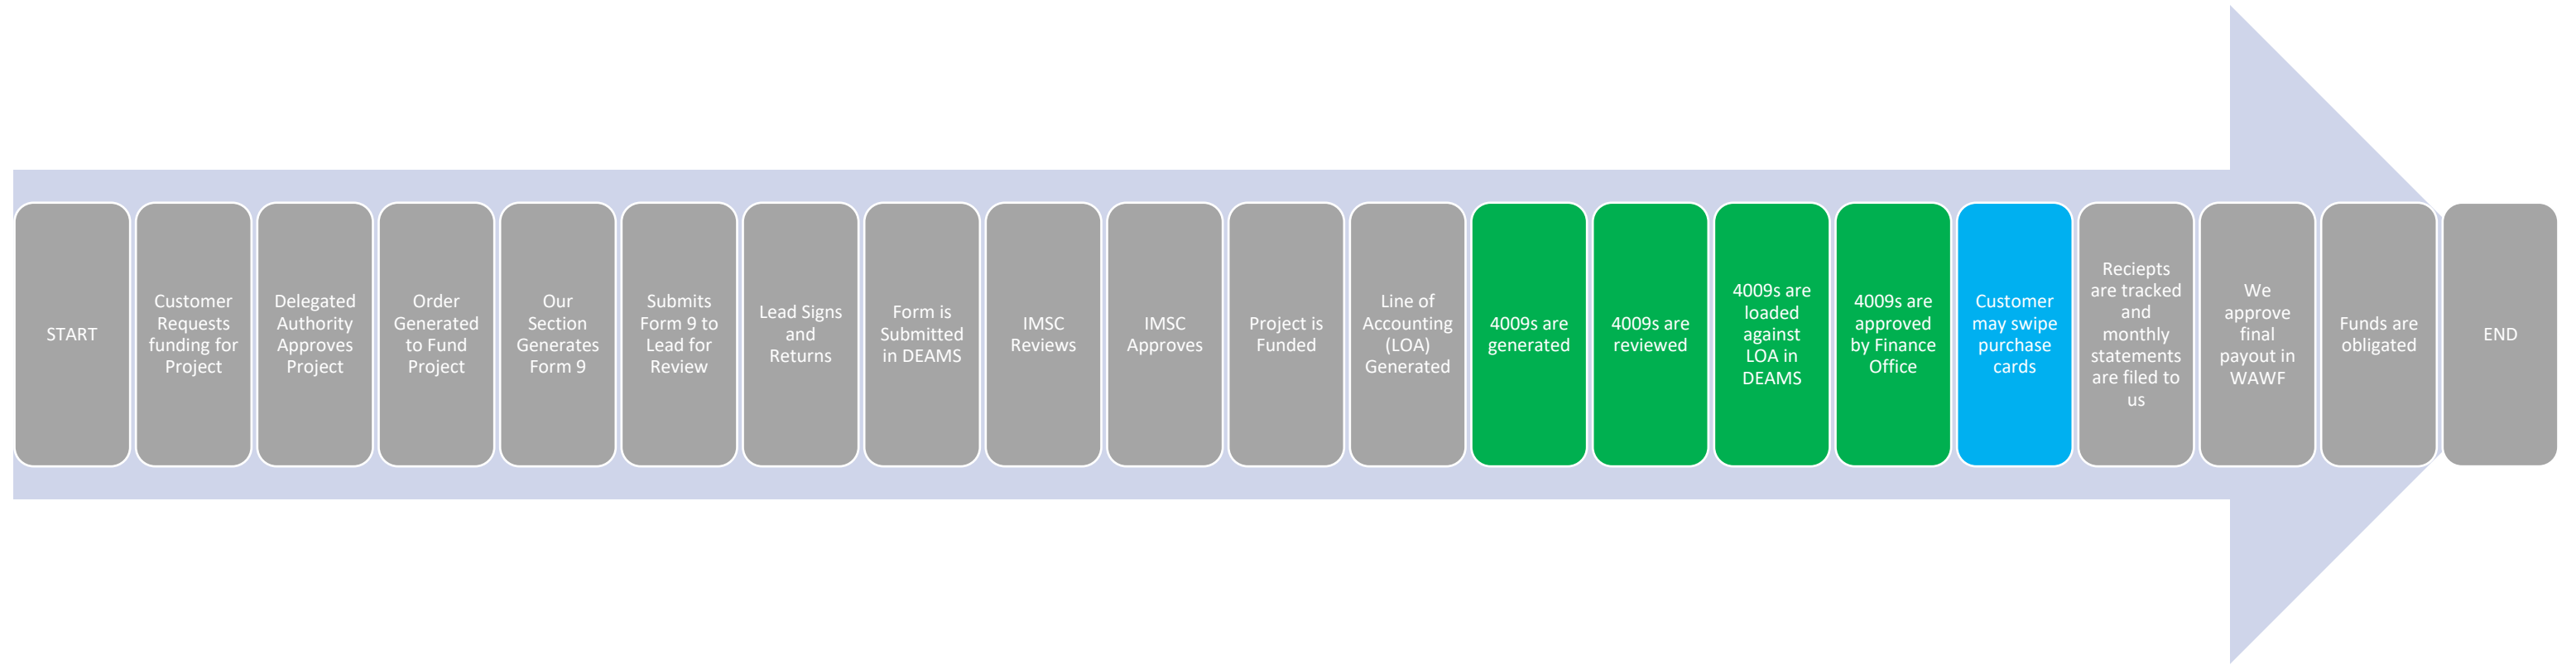 START
Customer
Requests
funding for
Project
Delegated
Authority
Approves
Project
Order
Generated
to Fund
Project
Our
Section
Generates
Form 9
Submits
Form 9 to
Lead for
Review
Lead Signs
and
Returns
Form is
Submitted
in DEAMS
IMSC
Reviews
IMSC
Approves
Project is
Funded
Line of
Accounting
(LOA)
Generated
4009s are
generated
4009s are
reviewed
4009s are
loaded
against
LOA in
DEAMS
4009s are
approved
by Finance
Office
Customer
may swipe
purchase
cards
Reciepts
are tracked
and
monthly
statements
are filed to
us
We
approve
final
payout in
WAWF
Funds are
obligated
END